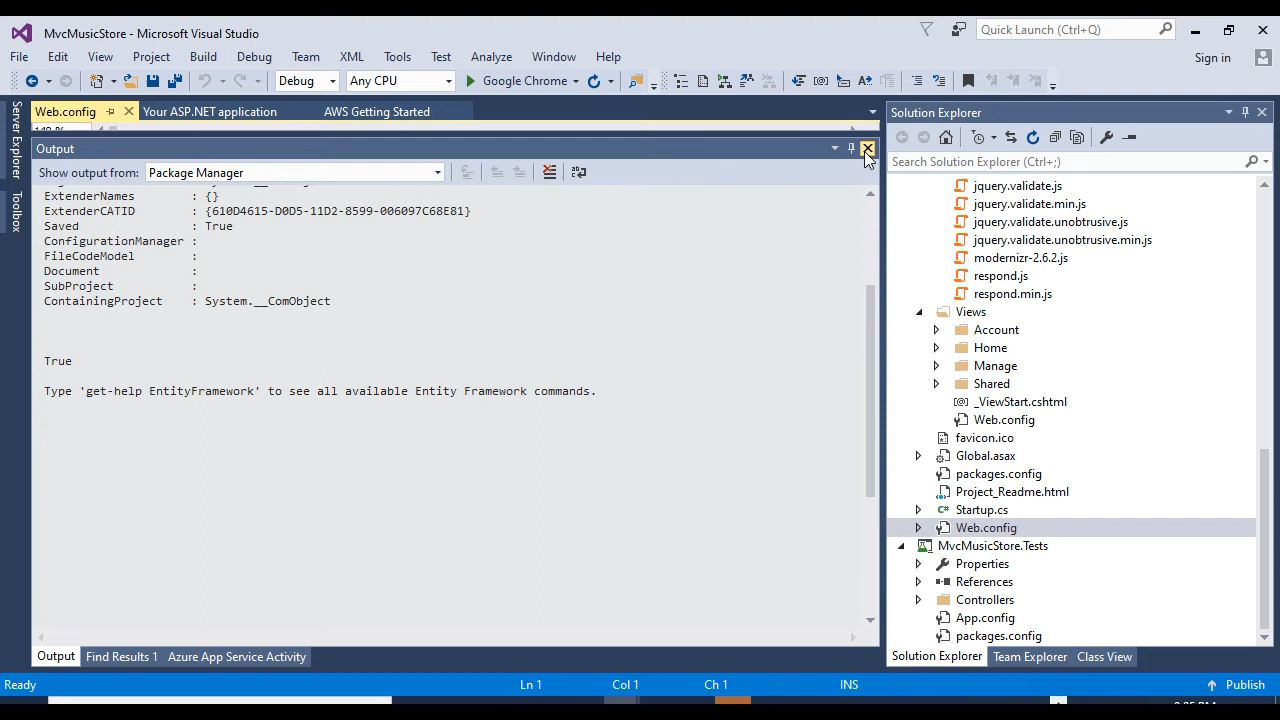 MvcMusicStore - Microsoft Visual Studio
Quick Launch (Ctrl+Q)
File Edit View Project Build Debug Team XML Tools Test Analyze Window Help
Sign in
Debug Any CPU Google Chrome
Server Explorer
Toolbox
Web.config Your ASP.NET application AWS Getting Started
Output
Show output from: Package Manager
ExtenderNames : {}
ExtenderCATID : {610D4615-D0D5-11D2-8599-006097C68E81}
Saved : True
ConfigurationManager :
FileCodeModel :
Document :
SubProject :
ContainingProject : System.__ComObject
True
Type 'get-help EntityFramework' to see all available Entity Framework commands.
Output Find Results 1 Azure App Service Activity
Solution Explorer
Search Solution Explorer (Ctrl+;)
jquery.validate.js
jquery.validate.min.js
jquery.validate.unobtrusive.js
jquery.validate.unobtrusive.min.js
modernizr-2.6.2.js
respond.js
respond.min.js
Views
Account
Home
Manage
Shared
_ViewStart.cshtml
Web.config
favicon.ico
Global.asax
packages.config
Project_Readme.html
Startup.cs
Web.config
MvcMusicStore.Tests
Properties
References
Controllers
App.config
packages.config
Solution Explorer Team Explorer Class View
Ready Ln 1 Col 1 Ch 1 INS Publish